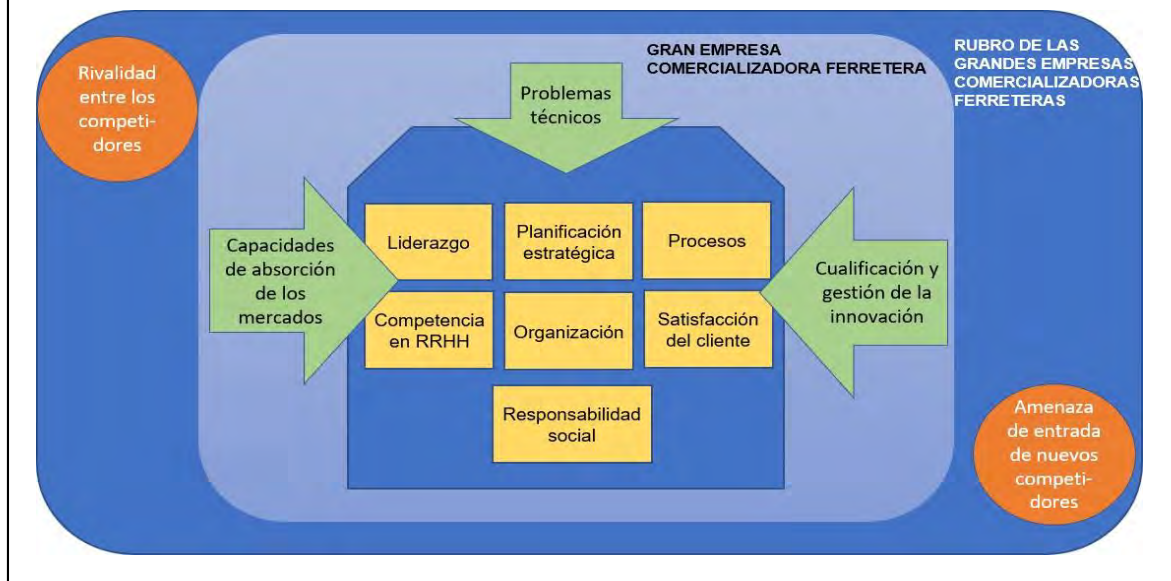 GRAN EMPRESA
COMERCIALIZADORA FERRETERA
RUBRO DE LAS
GRANDES EMPRESAS
COMERCIALIZADORAS
FERRETERAS
Rivalidad
entre los
competi-
dores
Problemas
técnicos
Capacidades
de absorción
de los
mercados
Liderazgo
Planificación
estratégica
Procesos
Cualificación y
gestión de la
innovación
Competencia
en RRHH
Organización
Satisfacción
del cliente
Responsabilidad
social
Amenaza
de entrada
de nuevos
competi-
dores